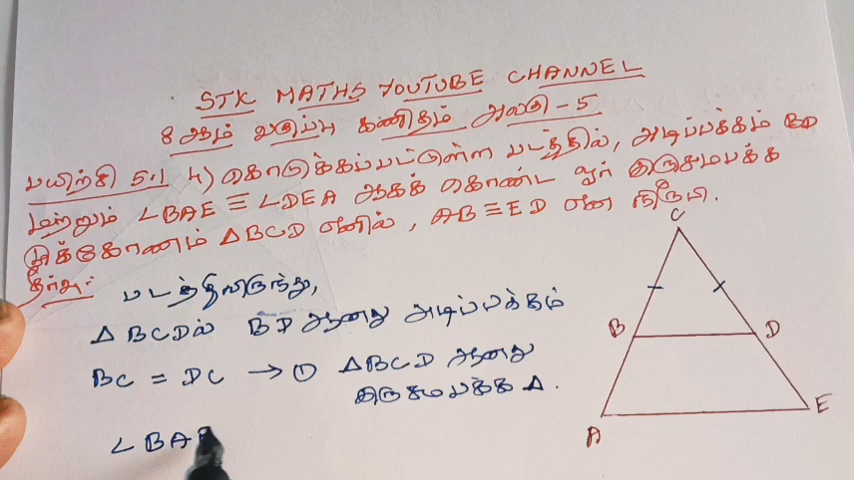 STK MATHS YOUTUBE CHANNEL
8 ஆம் வகுப்பு கணிதம் அலகு - 5
பயிற்சி 5.1 4) கொடுக்கப்பட்டுள்ள படத்தில், அடிப்பக்கம் BD
மற்றும் ∠BAE ≡ ∠DEA ஆகக் கொண்ட ஓர் இருசமபக்க
முக்கோணம் ΔBCD எனில், AB ≡ ED என நிரூபி.
தீர்வு:
படத்திலிருந்து,
ΔBCDல் BD ஆனது அடிப்பக்கம்
BC = DC → ① ΔBCD ஆனது
இருசமபக்க Δ.
∠BAE
C
B
D
A
E